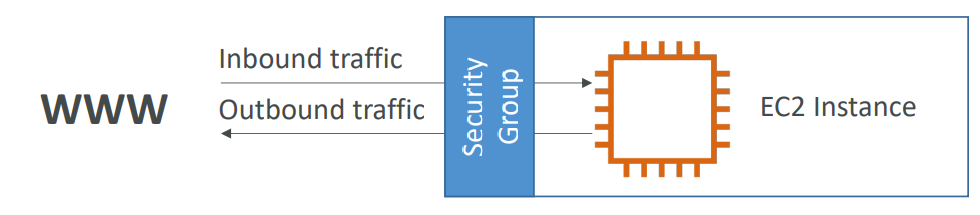 WWW
Inbound traffic
Outbound traffic
Security
Group
EC2 Instance